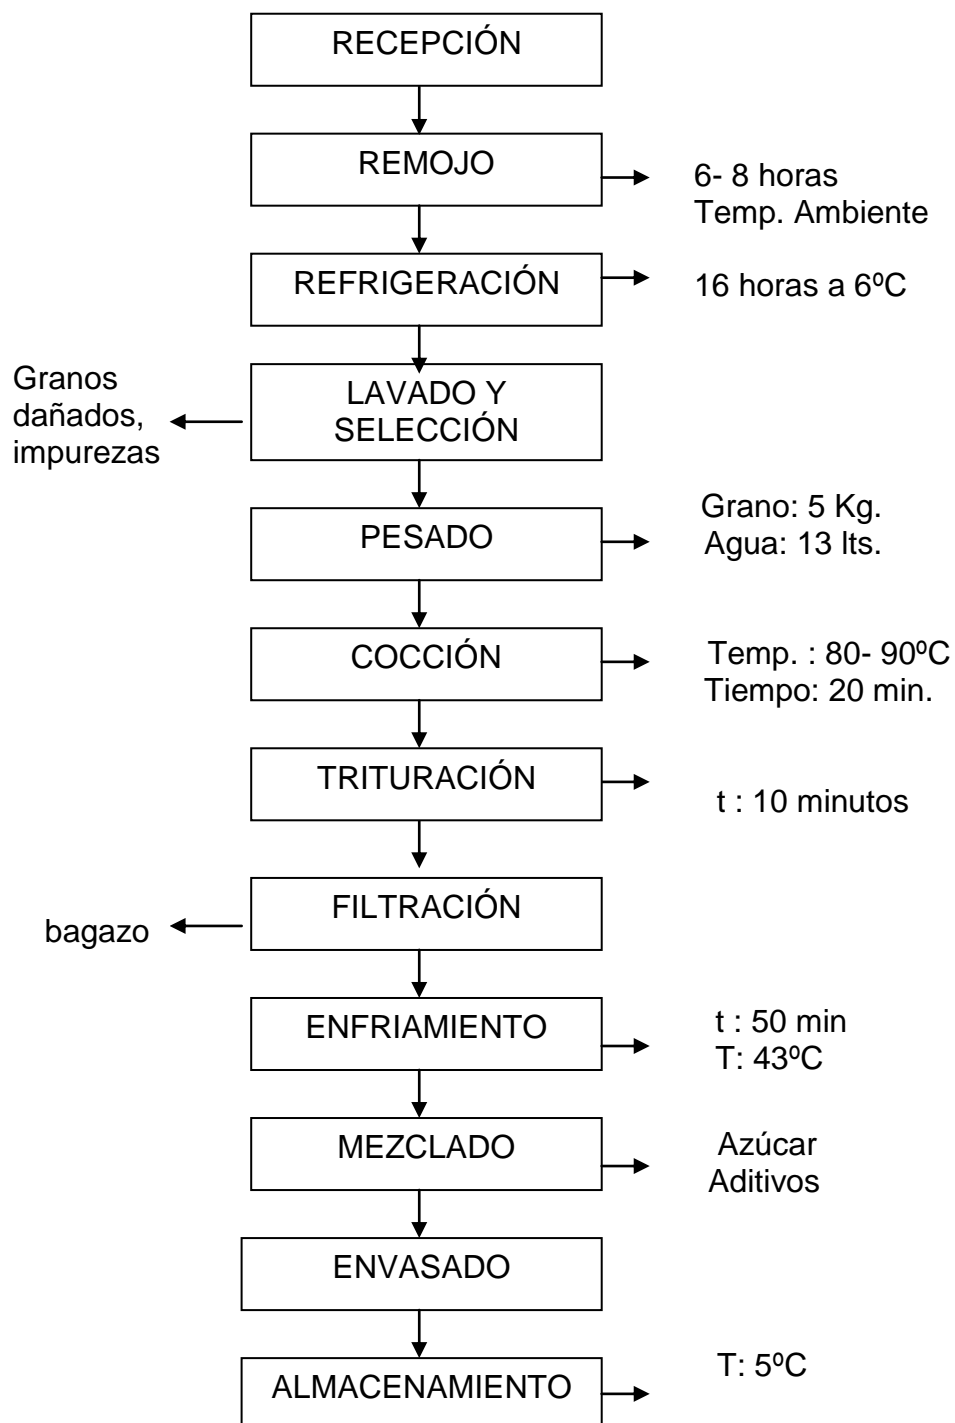 RECEPCIÓN
REMOJO
6- 8 horas
Temp. Ambiente
REFRIGERACIÓN
16 horas a 6ºC
Granos
dañados,
impurezas
LAVADO Y
SELECCIÓN
PESADO
Grano: 5 Kg.
Agua: 13 lts.
COCCIÓN
Temp. : 80- 90ºC
Tiempo: 20 min.
TRITURACIÓN
t : 10 minutos
FILTRACIÓN
bagazo
ENFRIAMIENTO
t : 50 min
T: 43ºC
MEZCLADO
Azúcar
Aditivos
ENVASADO
ALMACENAMIENTO
T: 5ºC